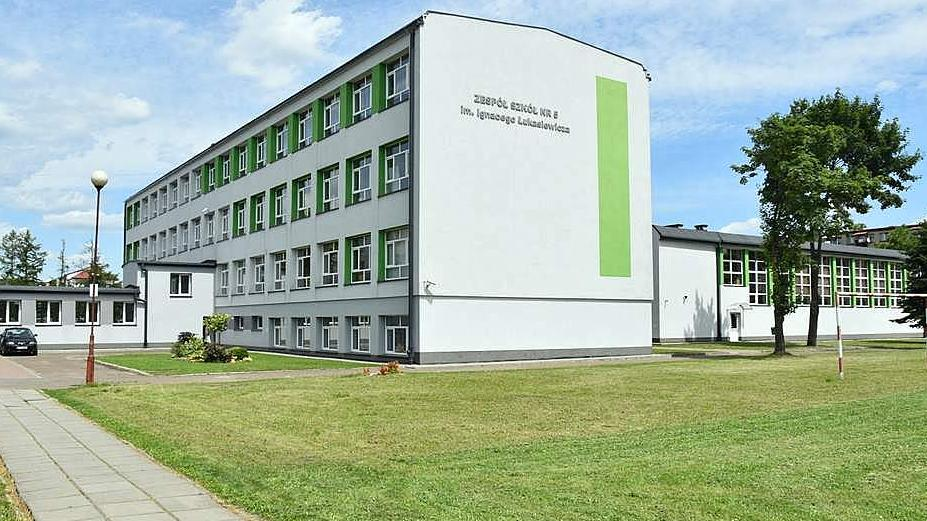 ZESPÓŁ SZKÓŁ NR 5
im. Ignacego Łukasiewicza